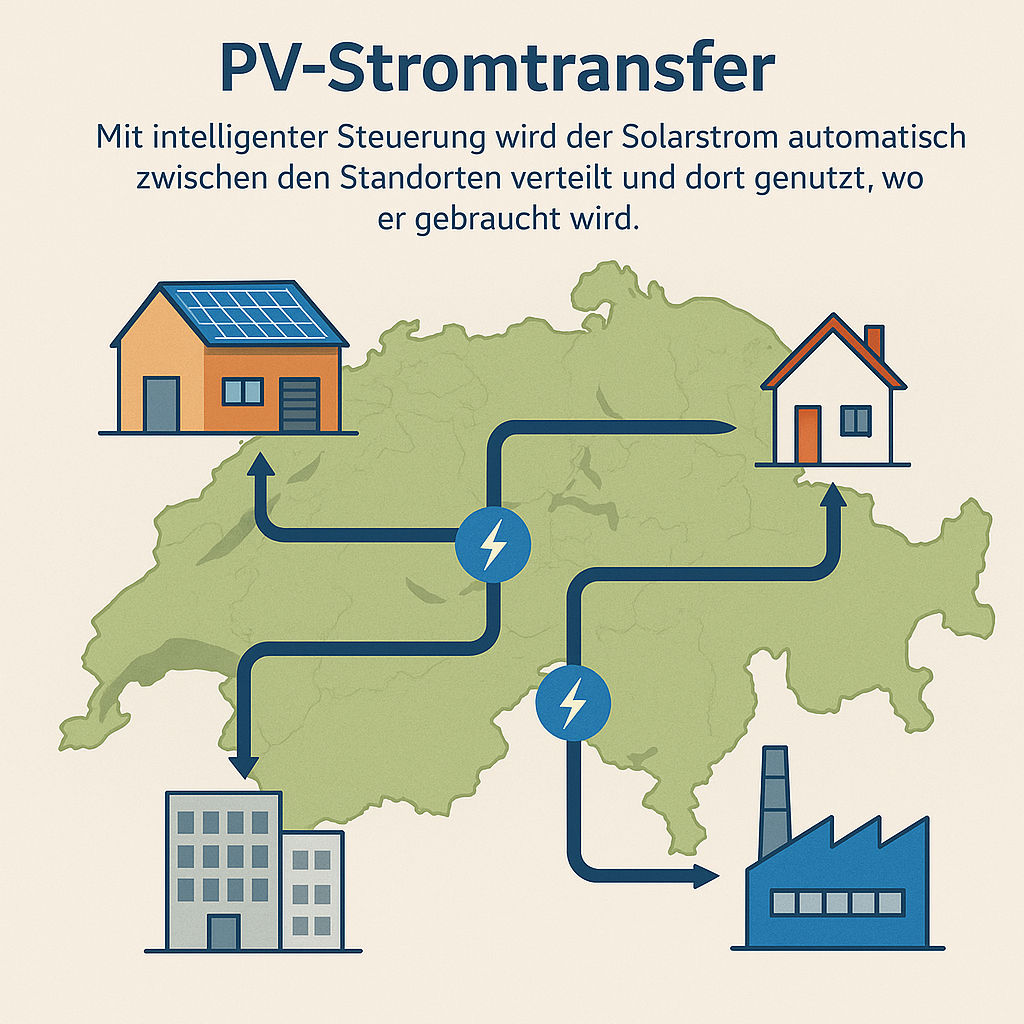 PV-Stromtransfer
Mit intelligenter Steuerung wird der Solarstrom automatisch
zwischen den Standorten verteilt und dort genutzt, wo
er gebraucht wird.